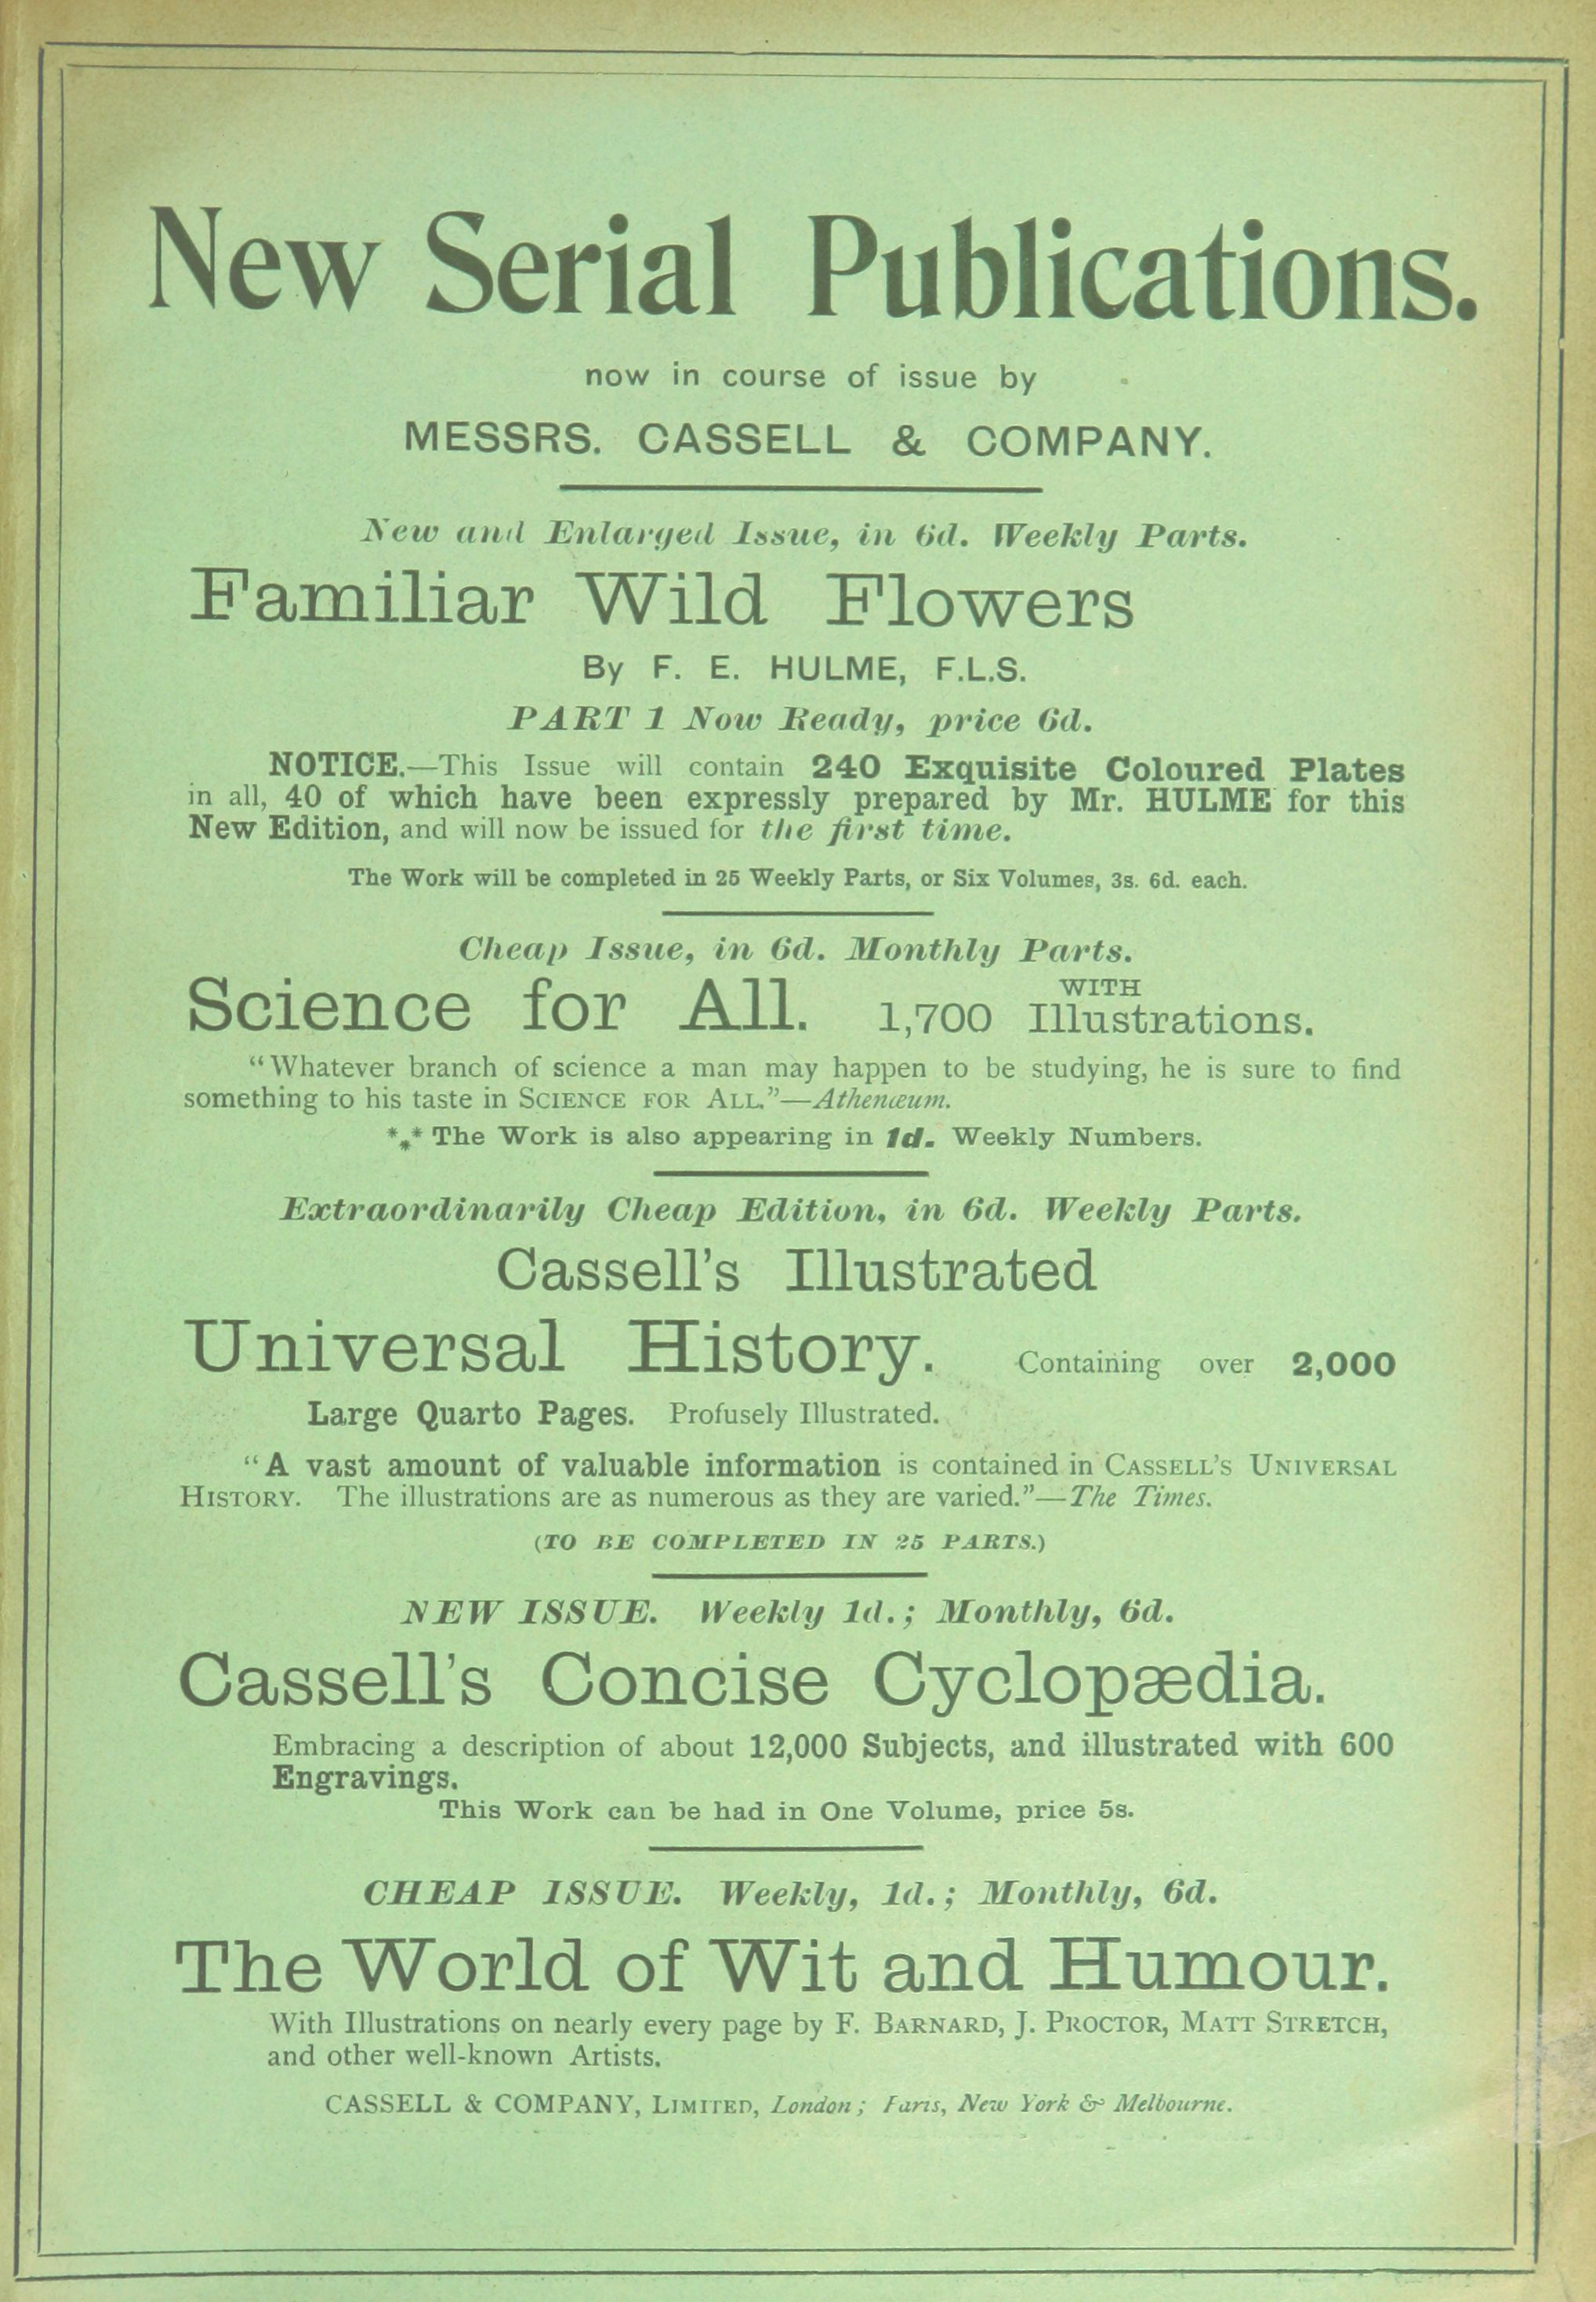 New Serial Publications.
now in course of issue by
MESSRS. CASSELL & COMPANY.
New and Enlarged Issue, in 6d. Weekly Parts.
Familiar Wild Flowers
By F. E. HULME, F.L.S.
PART 1 Now Ready, price 6d.
NOTICE.—This Issue will contain 240 Exquisite Coloured Plates
in all, 40 of which have been expressly prepared by Mr. HULME for this
New Edition, and will now be issued for the first time.
The Work will be completed in 25 Weekly Parts, or Six Volumes, 3s. 6d. each.
Cheap Issue, in 6d. Monthly Parts.
Science for All. 1,700 WITH Illustrations.
"Whatever branch of science a man may happen to be studying, he is sure to find
something to his taste in SCIENCE FOR ALL."—Athenæum.
*⁎* The Work is also appearing in 1d. Weekly Numbers.
Extraordinarily Cheap Edition, in 6d. Weekly Parts.
Cassell's Illustrated
Universal History. Containing over 2,000
Large Quarto Pages. Profusely Illustrated.
"A vast amount of valuable information is contained in CASSELL'S UNIVERSAL
HISTORY. The illustrations are as numerous as they are varied."—The Times.
(TO BE COMPLETED IN 25 PARTS.)
NEW ISSUE. Weekly 1d.; Monthly, 6d.
Cassell's Concise Cyclopædia.
Embracing a description of about 12,000 Subjects, and illustrated with 600
Engravings.
This Work can be had in One Volume, price 5s.
CHEAP ISSUE. Weekly, 1d.; Monthly, 6d.
The World of Wit and Humour.
With Illustrations on nearly every page by F. BARNARD, J. PROCTOR, MATT STRETCH,
and other well-known Artists.
CASSELL & COMPANY, LIMITED, London; Paris, New York & Melbourne.